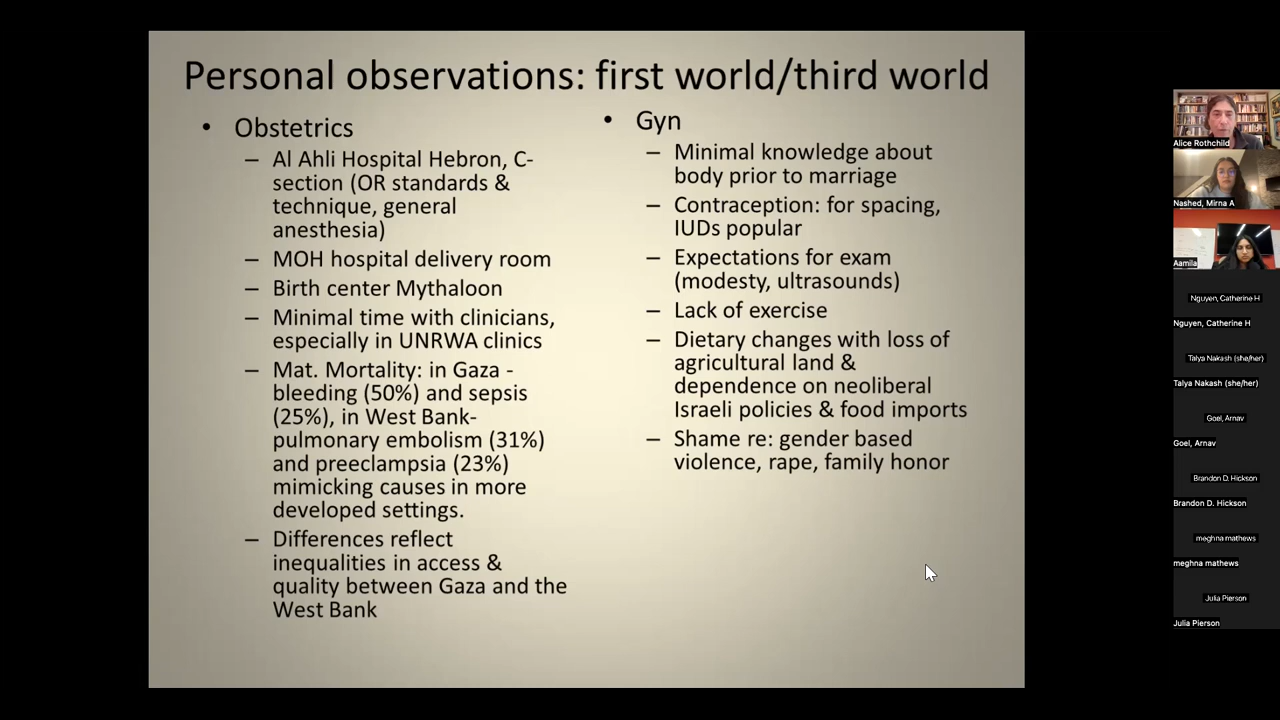 Personal observations: first world/third world
• Obstetrics
– Al Ahli Hospital Hebron, C-
section (OR standards &
technique, general
anesthesia)
– MOH hospital delivery room
– Birth center Mythaloon
– Minimal time with clinicians,
especially in UNRWA clinics
– Mat. Mortality: in Gaza -
bleeding (50%) and sepsis
(25%), in West Bank-
pulmonary embolism (31%)
and preeclampsia (23%)
mimicking causes in more
developed settings.
– Differences reflect
inequalities in access &
quality between Gaza and the
West Bank
• Gyn
– Minimal knowledge about
body prior to marriage
– Contraception: for spacing,
IUDs popular
– Expectations for exam
(modesty, ultrasounds)
– Lack of exercise
– Dietary changes with loss of
agricultural land &
dependence on neoliberal
Israeli policies & food imports
– Shame re: gender based
violence, rape, family honor
Alice Rothchild
Nashed, Mirna A
Aamila
Nguyen, Catherine H
Nguyen, Catherine H
Talya Nakash (she/her)
Talya Nakash (she/her)
Goel, Arnav
Goel, Arnav
Brandon D. Hickson
Brandon D. Hickson
meghna mathews
meghna mathews
Julia Pierson
Julia Pierson